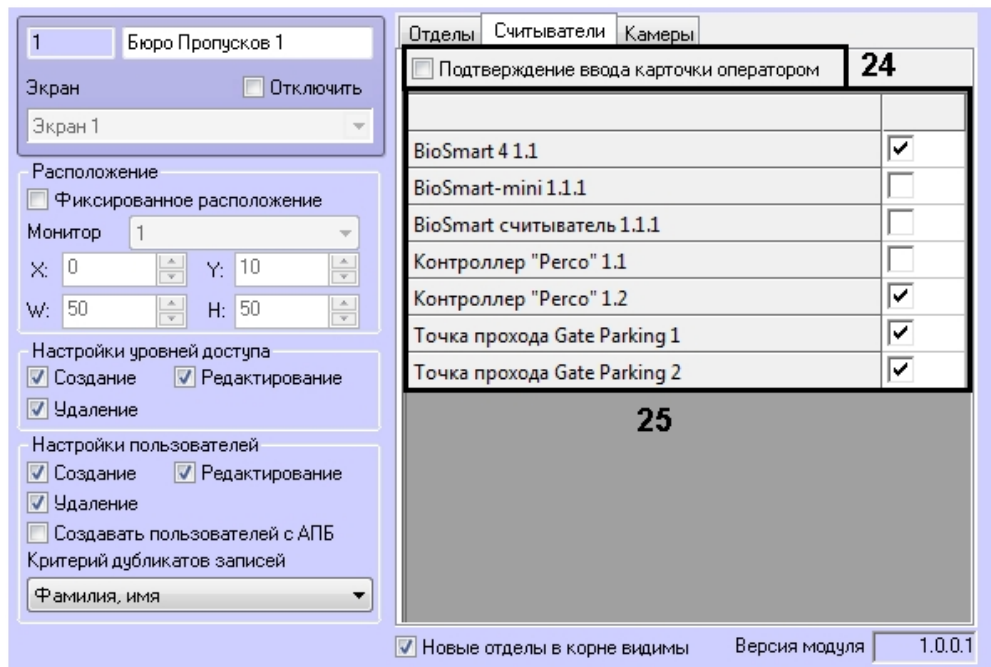 1 Бюро Пропусков 1
Экран Отключить
Экран 1
Расположение
Фиксированное расположение
Монитор 1
X: 0 Y: 10
W: 50 H: 50
Настройки уровней доступа
Создание Редактирование
Удаление
Настройки пользователей
Создание Редактирование
Удаление
Создавать пользователей с АПБ
Критерий дубликатов записей
Фамилия, имя
Отделы Считыватели Камеры
Подтверждение ввода карточки оператором 24
BioSmart 4 1.1
BioSmart-mini 1.1.1
BioSmart считыватель 1.1.1
Контроллер "Perco" 1.1
Контроллер "Perco" 1.2
Точка прохода Gate Parking 1
Точка прохода Gate Parking 2
25
Новые отделы в корне видимы Версия модуля 1.0.0.1